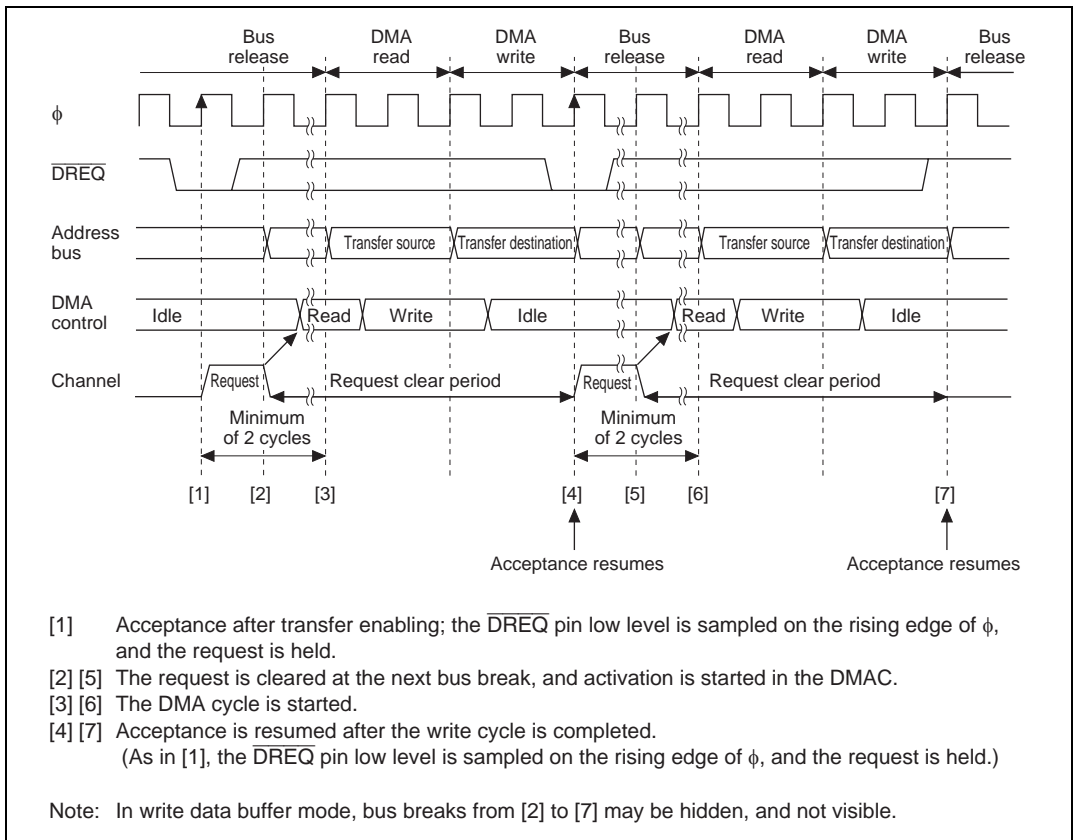 Bus release
DMA read
DMA write
Bus release
DMA read
DMA write
Bus release
ϕ
DREQ
Address bus
Transfer source
Transfer destination
Transfer source
Transfer destination
DMA control
Idle
Read
Write
Idle
Read
Write
Idle
Channel
Request
Request clear period
Request
Request clear period
Minimum of 2 cycles
Minimum of 2 cycles
[1]
[2]
[3]
[4]
[5]
[6]
[7]
Acceptance resumes
Acceptance resumes
[1] Acceptance after transfer enabling; the DREQ pin low level is sampled on the rising edge of ϕ,
and the request is held.
[2] [5] The request is cleared at the next bus break, and activation is started in the DMAC.
[3] [6] The DMA cycle is started.
[4] [7] Acceptance is resumed after the write cycle is completed.
(As in [1], the DREQ pin low level is sampled on the rising edge of ϕ, and the request is held.)
Note: In write data buffer mode, bus breaks from [2] to [7] may be hidden, and not visible.